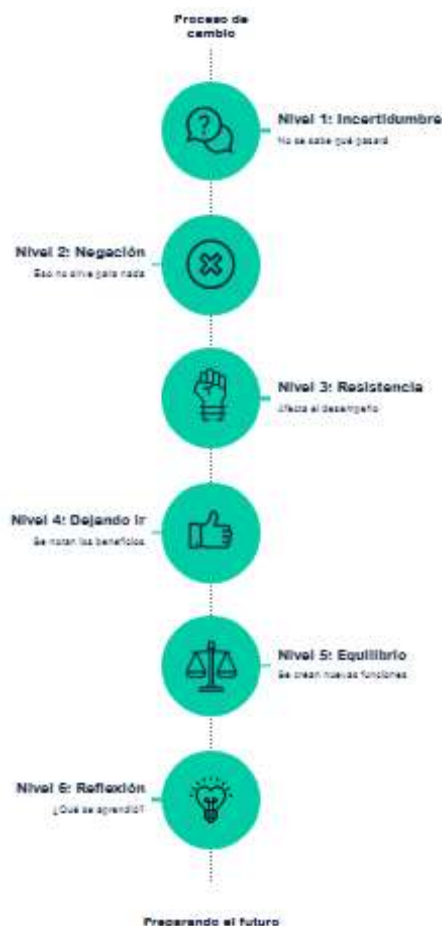 Proceso de
cambio
?
Nivel 1: Incertidumbre
No se sabe qué pasará
Nivel 2: Negación
Eso no sirve para nada
Nivel 3: Resistencia
Afecta el desempeño
Nivel 4: Dejando ir
Se notan los beneficios
Nivel 5: Equilibrio
Se crean nuevas funciones
Nivel 6: Reflexión
¿Qué se aprendió?
Preparando el futuro